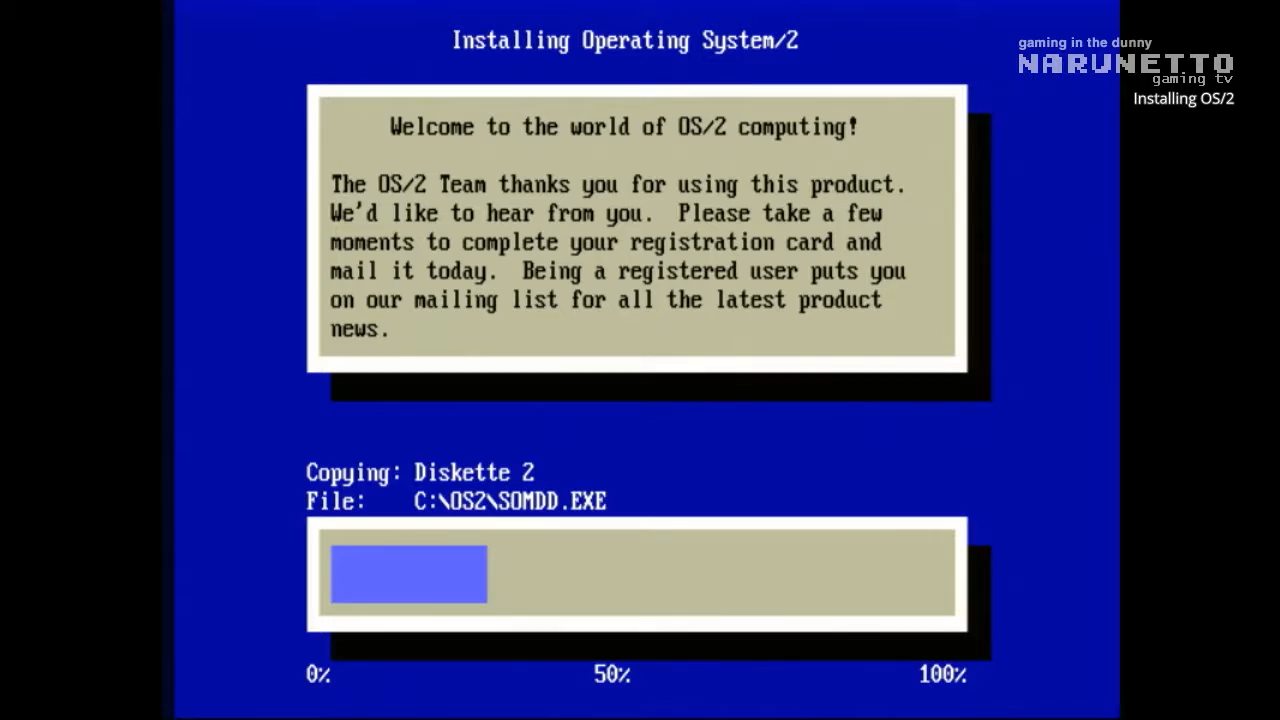 Installing Operating System/2
gaming in the dunny
NARUNETTO
gaming tv
Installing OS/2
Welcome to the world of OS/2 computing!
The OS/2 Team thanks you for using this product.
We'd like to hear from you.  Please take a few
moments to complete your registration card and
mail it today.  Being a registered user puts you
on our mailing list for all the latest product
news.
Copying: Diskette 2
File:    C:\OS2\SOMDD.EXE
0%    50%    100%